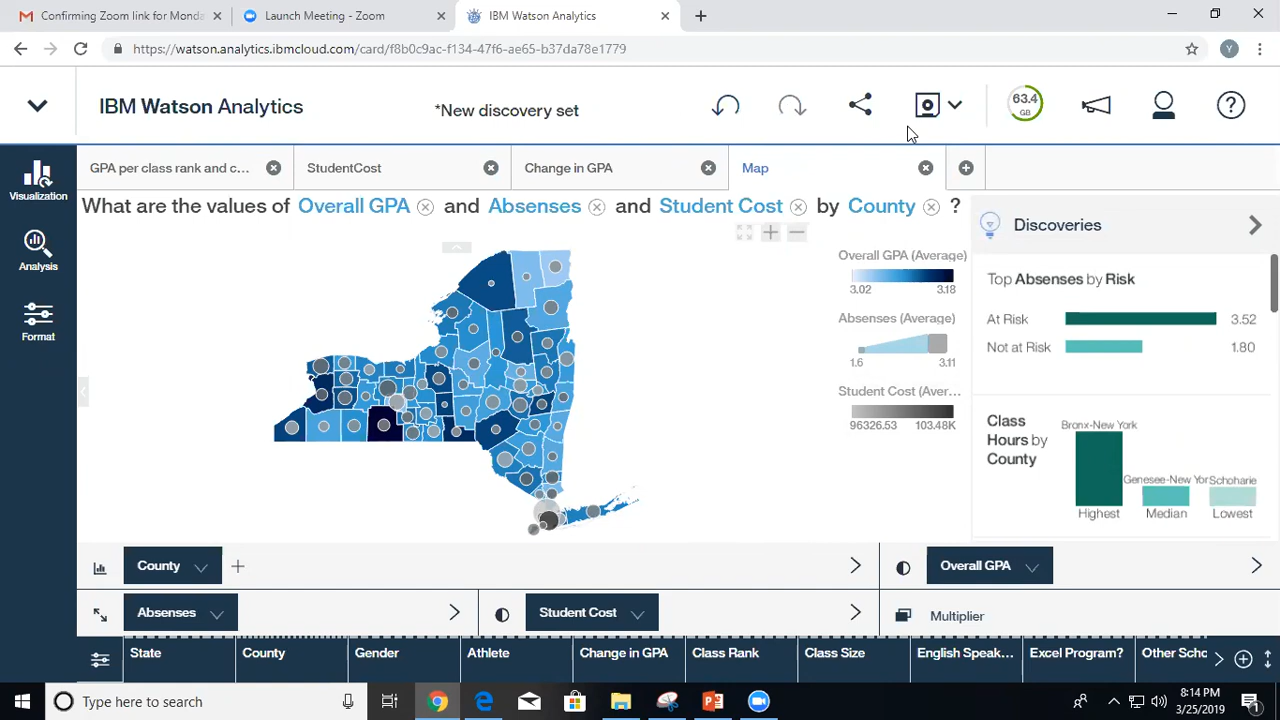 Confirming Zoom link for Monda
Launch Meeting - Zoom
IBM Watson Analytics
https://watson.analytics.ibmcloud.com/card/f8b0c9ac-f134-47f6-ae65-b37da78e1779
Y
IBM Watson Analytics
*New discovery set
63.4
GB
Visualization
Analysis
Format
GPA per class rank and c...
StudentCost
Change in GPA
Map
What are the values of Overall GPA and Absenses and Student Cost by County ?
Overall GPA (Average)
3.02 3.18
Absenses (Average)
1.6 3.11
Student Cost (Aver...
96326.53 103.48K
Discoveries
Top Absenses by Risk
At Risk 3.52
Not at Risk 1.80
Class Hours by County
Bronx-New York
Genesee-New Yor
Schoharie
Highest
Median
Lowest
County
Overall GPA
Absenses
Student Cost
Multiplier
State
County
Gender
Athlete
Change in GPA
Class Rank
Class Size
English Speak...
Excel Program?
Other Scho
Type here to search
8:14 PM
3/25/2019
1